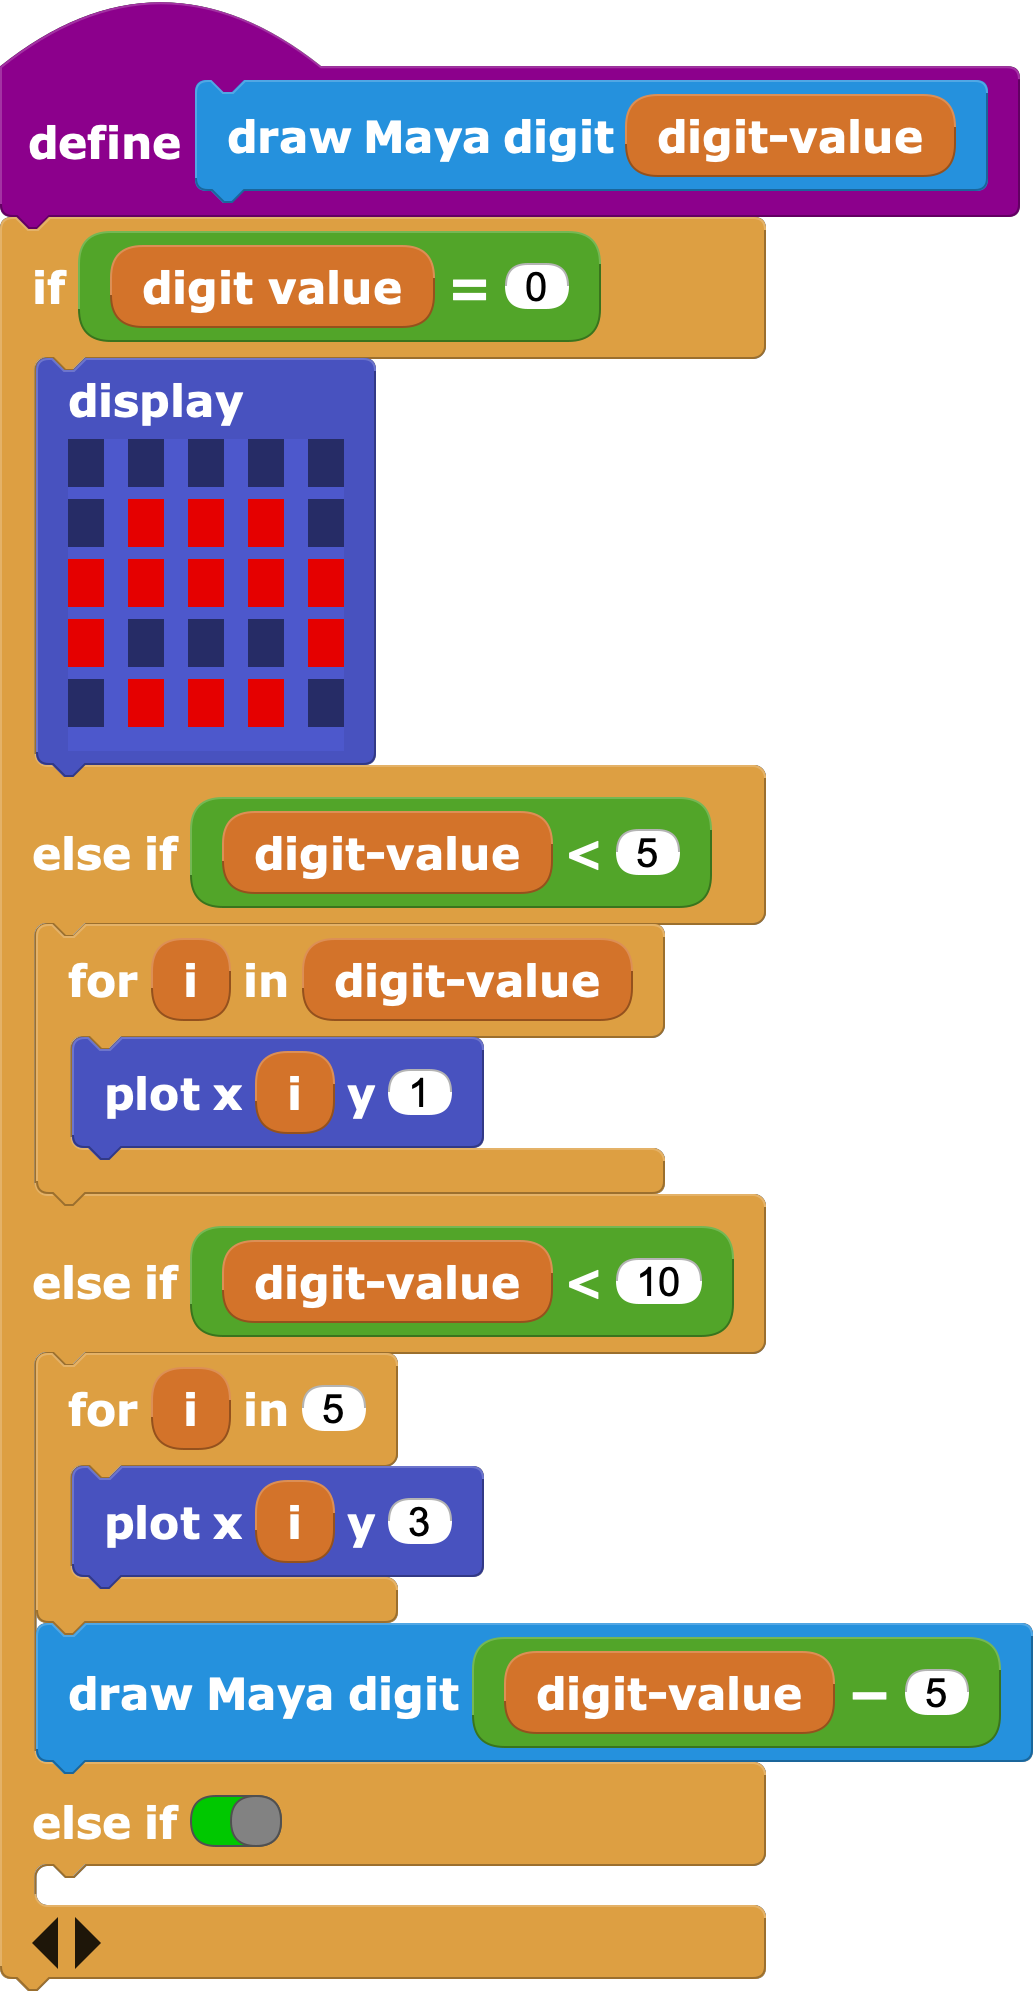 define draw Maya digit digit-value
if digit value = 0
display
else if digit-value < 5
for i in digit-value
plot x i y 1
else if digit-value < 10
for i in 5
plot x i y 3
draw Maya digit digit-value − 5
else if